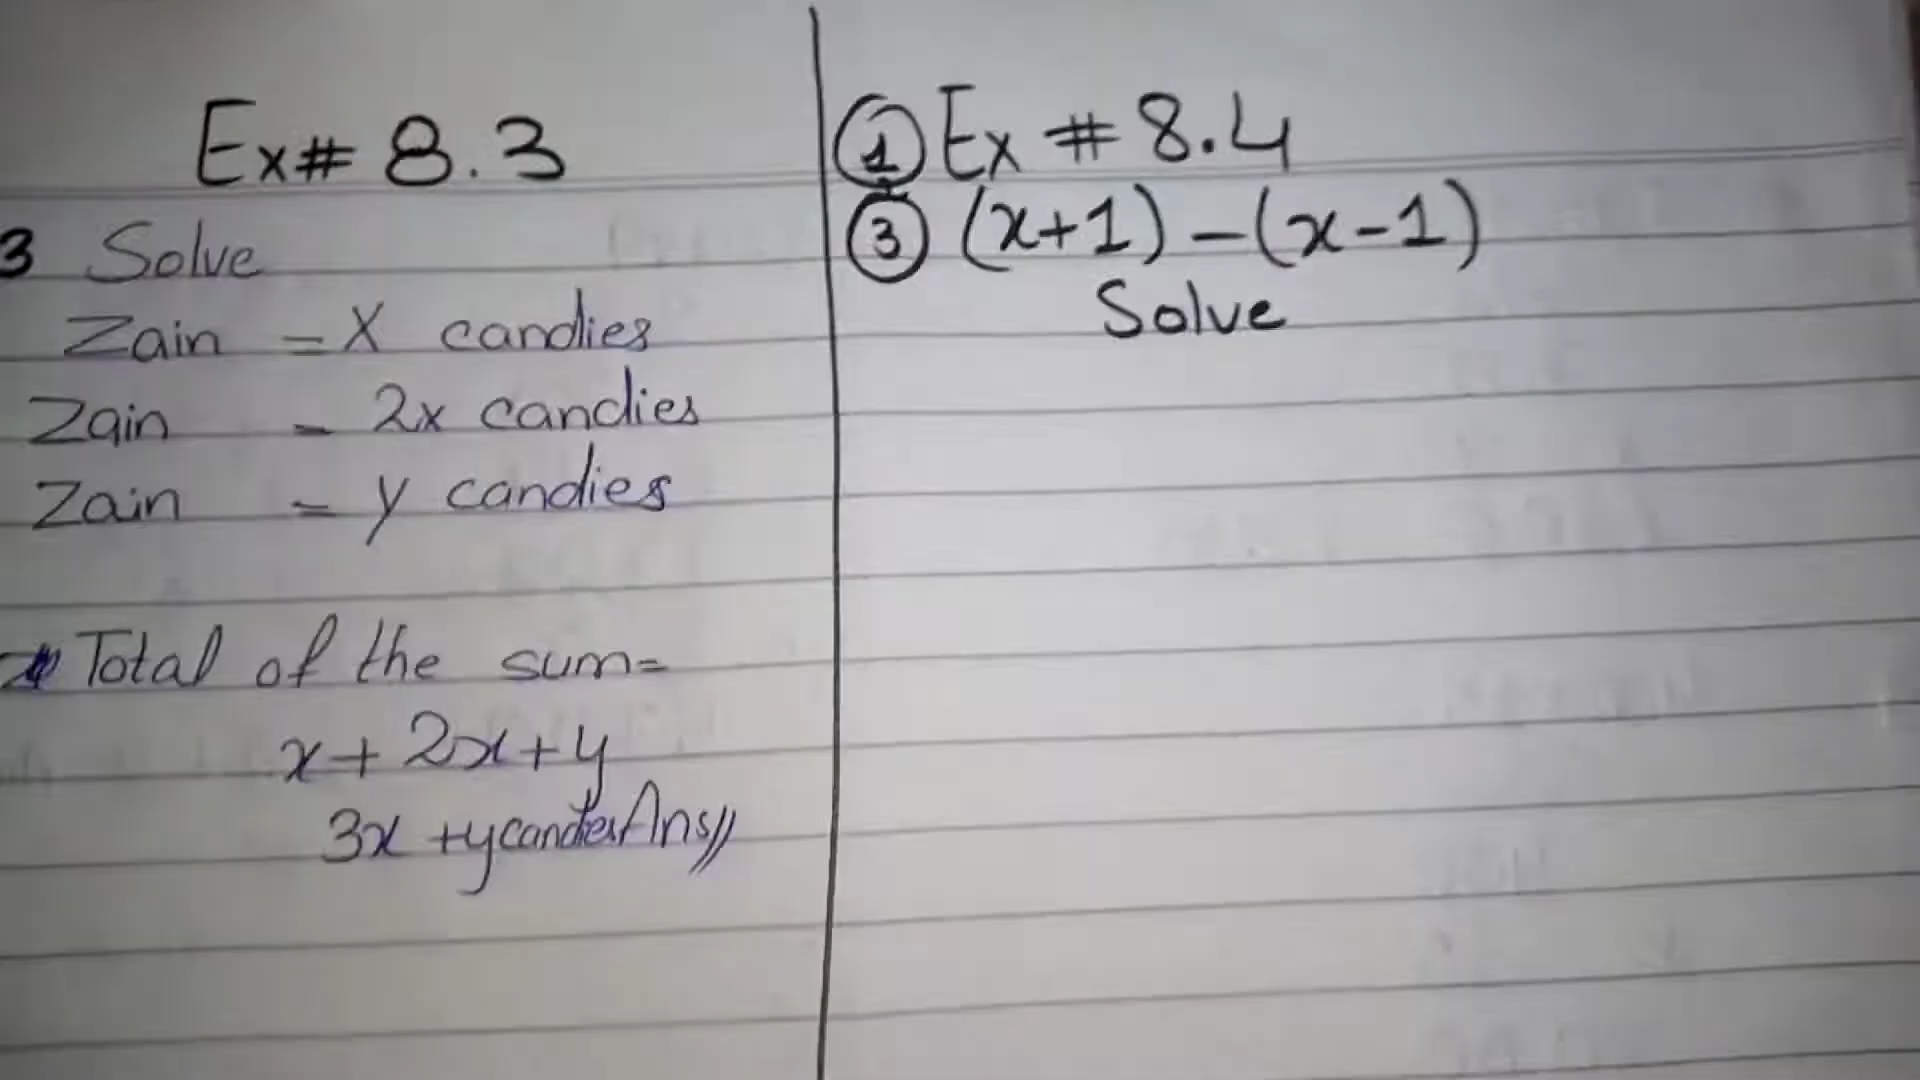 Ex# 8.3
3 Solve
Zain = X candies
Zain = 2x candies
Zain = y candies
Total of the sum=
x + 2x + y
3x + y candies Ans//
① Ex # 8.4
③ (x+1) - (x-1)
Solve